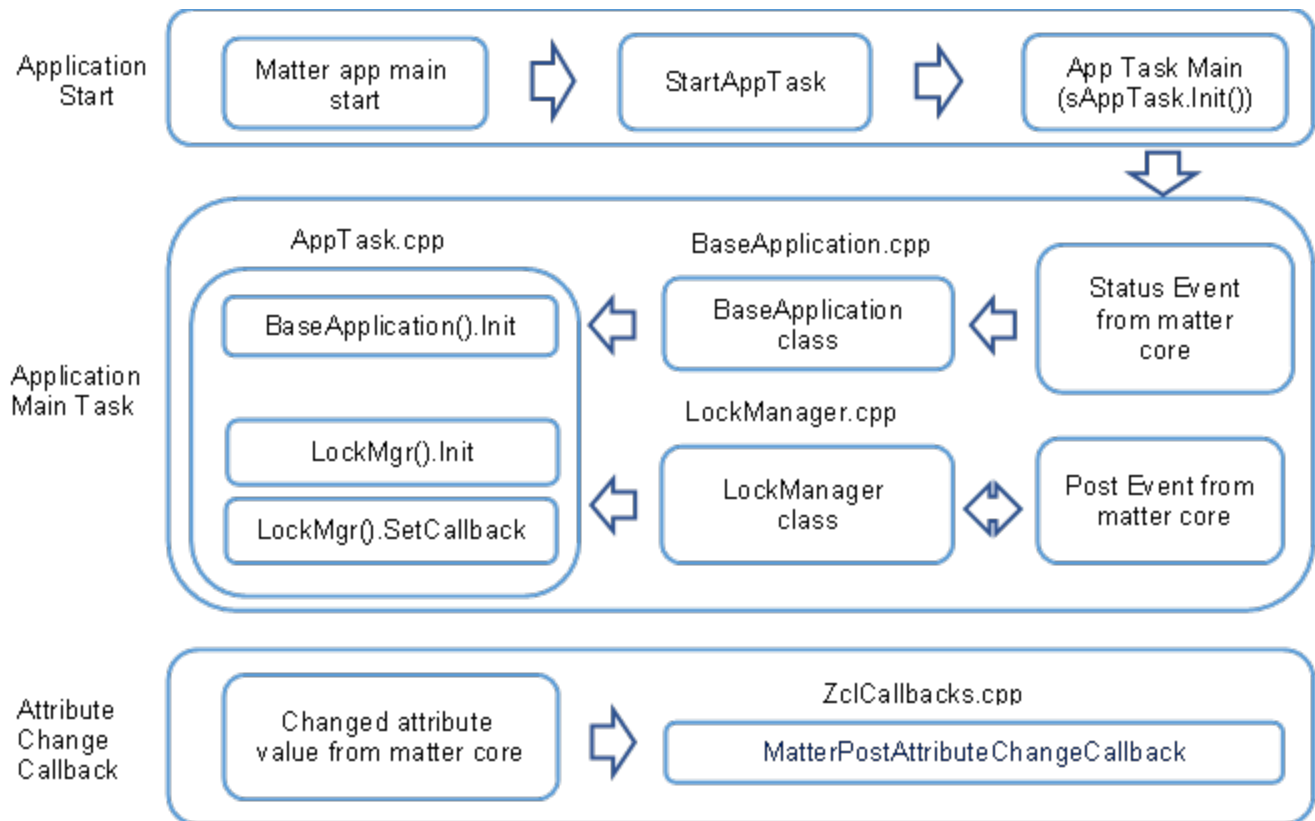 Application
Start
Matter app main
start
StartAppTask
App Task Main
(sAppTask.Init())
Application
Main Task
AppTask.cpp
BaseApplication().Init
LockMgr().Init
LockMgr().SetCallback
BaseApplication.cpp
BaseApplication
class
Status Event
from matter
core
LockManager.cpp
LockManager
class
Post Event from
matter core
Attribute
Change
Callback
Changed attribute
value from matter core
ZclCallbacks.cpp
MatterPostAttributeChangeCallback